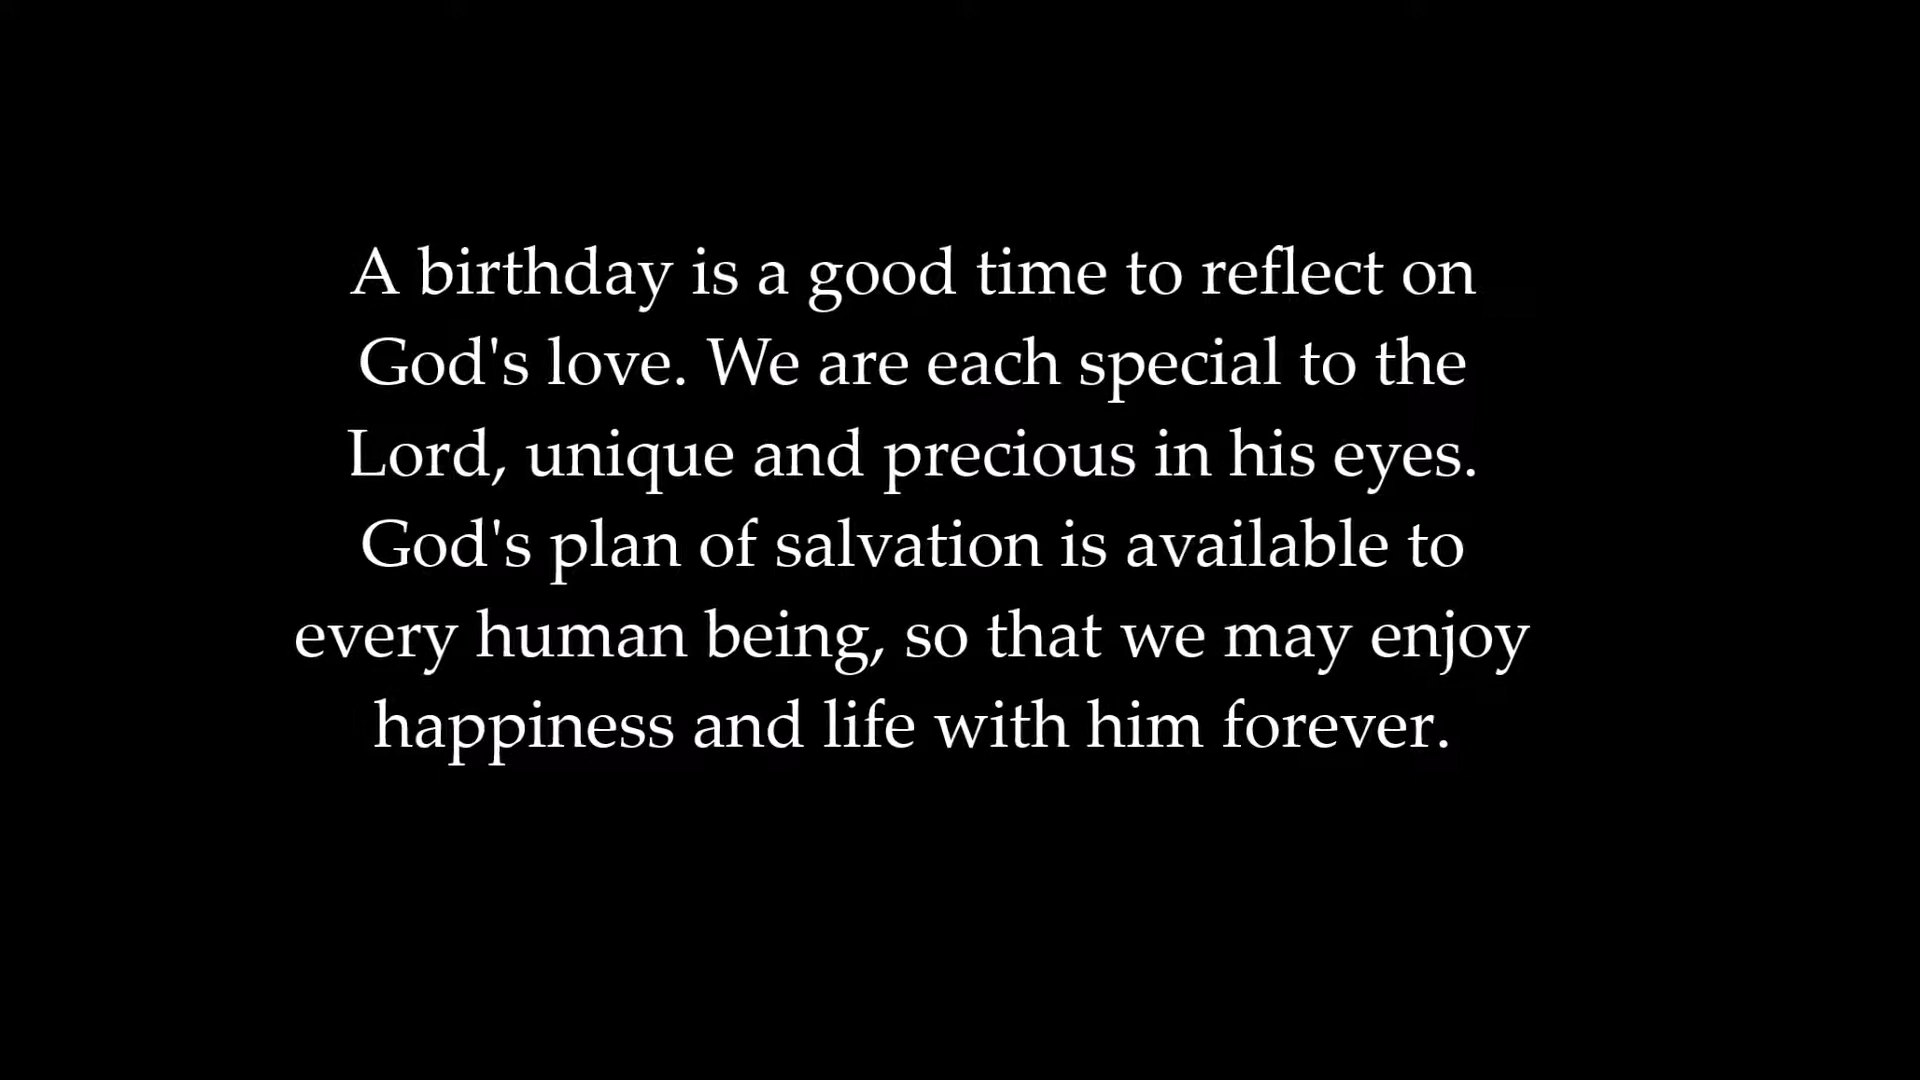 A birthday is a good time to reflect on
God's love. We are each special to the
Lord, unique and precious in his eyes.
God's plan of salvation is available to
every human being, so that we may enjoy
happiness and life with him forever.